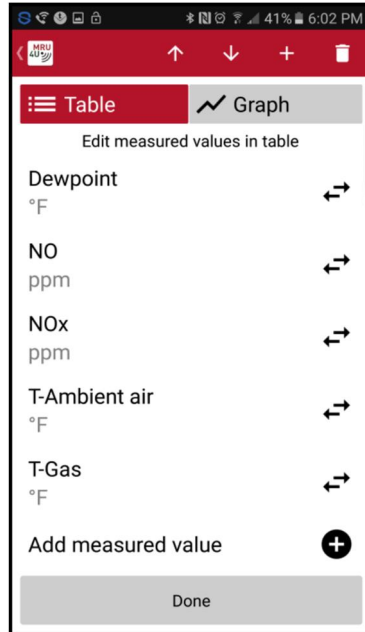 41% 6:02 PM
MRU
4U
Table
Graph
Edit measured values in table
Dewpoint
°F
NO
ppm
NOx
ppm
T-Ambient air
°F
T-Gas
°F
Add measured value
Done